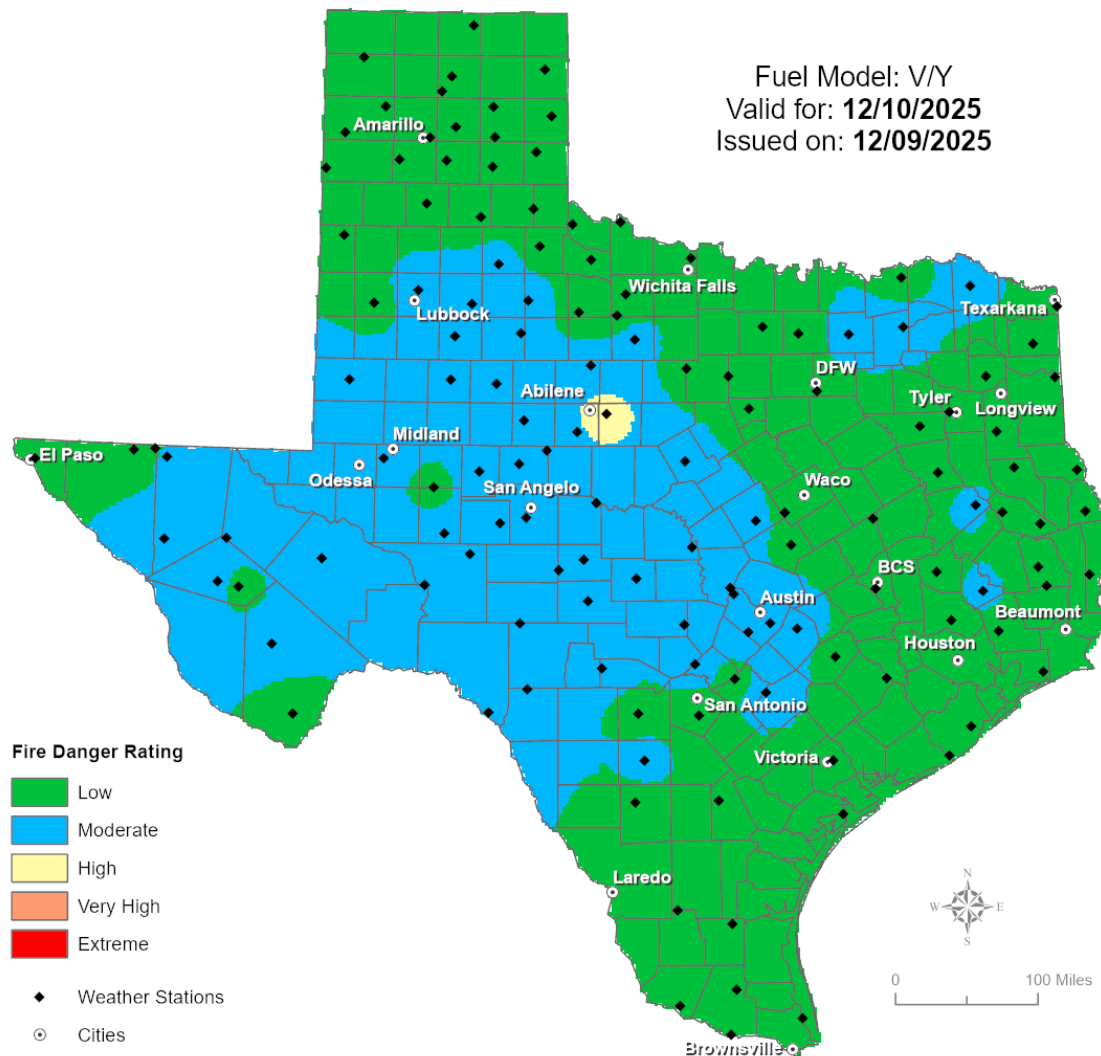 Fuel Model: V/Y
Valid for: 12/10/2025
Issued on: 12/09/2025
Amarillo
Wichita Falls
Lubbock
Texarkana
DFW
Abilene
Tyler
Longview
Midland
El Paso
Odessa
San Angelo
Waco
BCS
Austin
Beaumont
Houston
San Antonio
Victoria
Laredo
Brownsville
Fire Danger Rating
Low
Moderate
High
Very High
Extreme
Weather Stations
Cities
N
W E
S
0 100 Miles